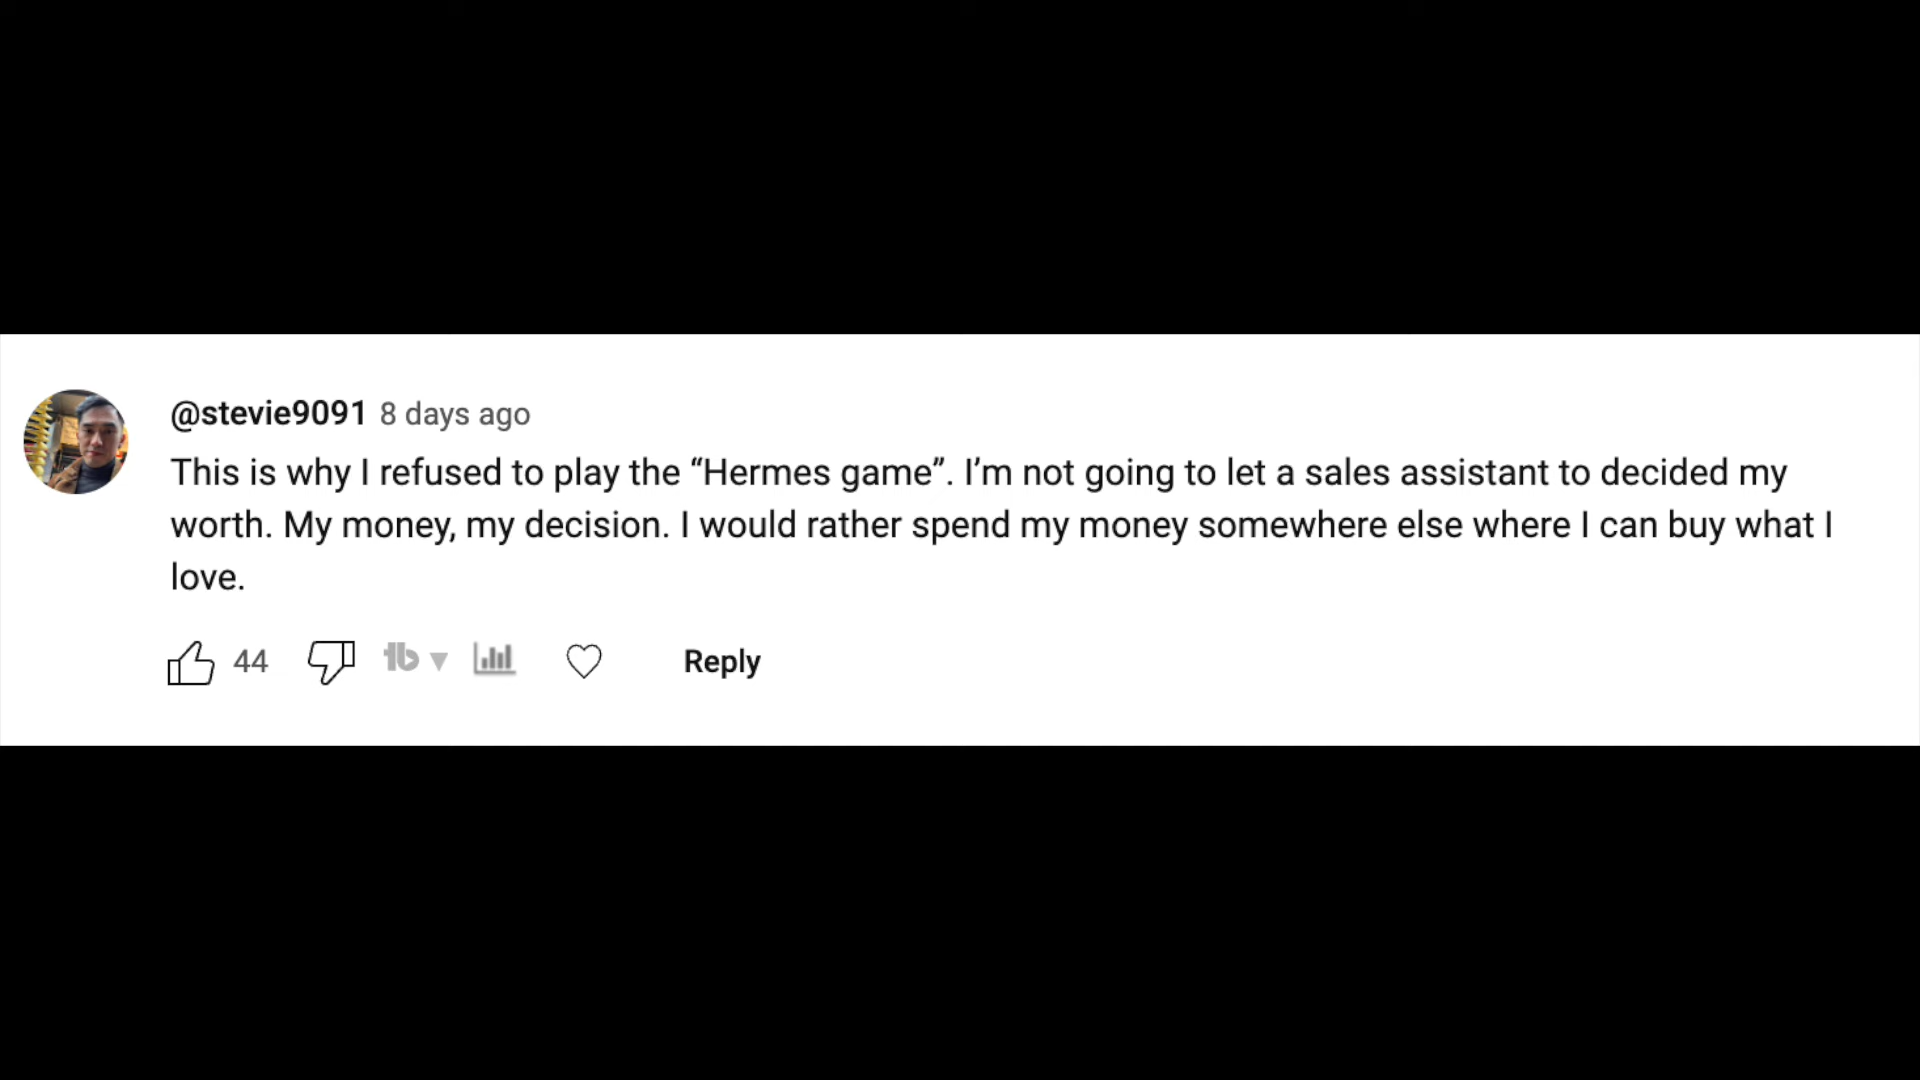 @stevie9091 8 days ago
This is why I refused to play the “Hermes game”. I’m not going to let a sales assistant to decided my
worth. My money, my decision. I would rather spend my money somewhere else where I can buy what I
love.
44 Reply